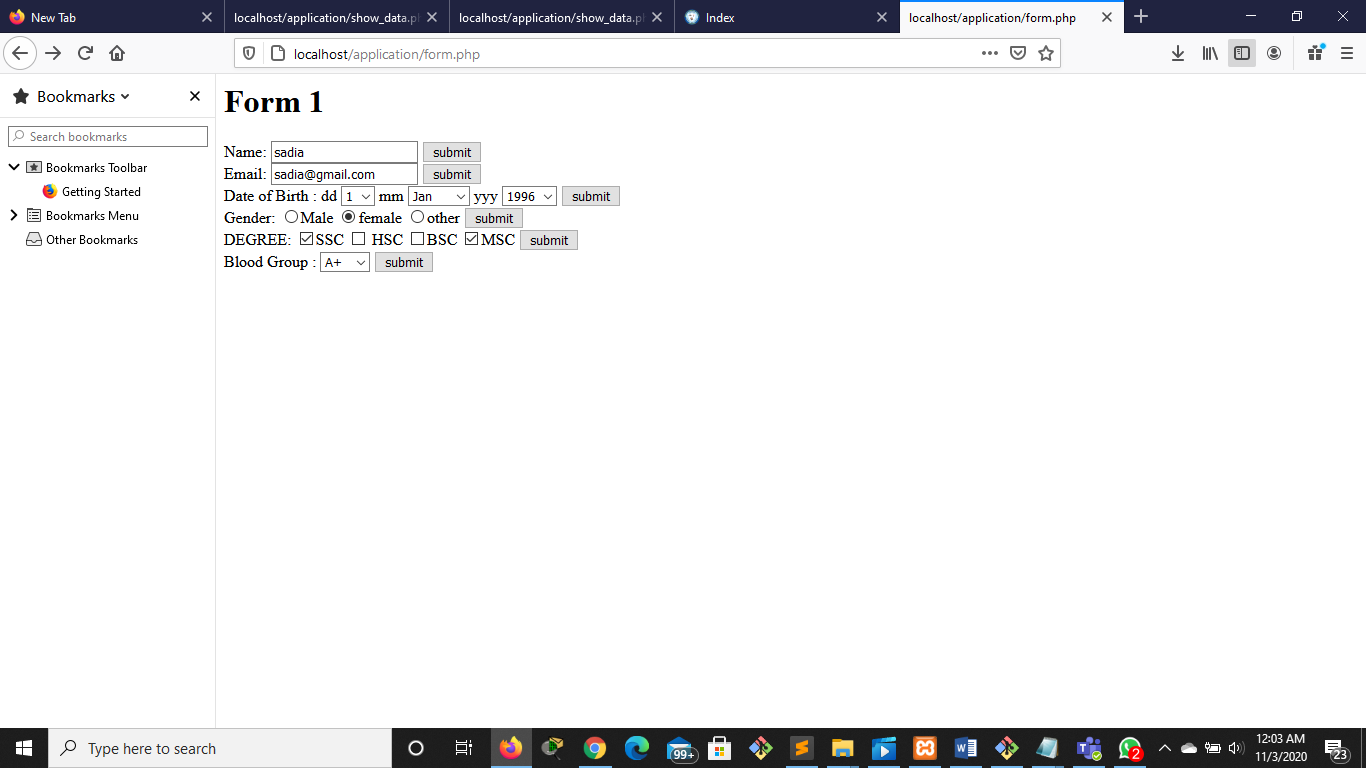 New Tab
localhost/application/show_data.p
localhost/application/show_data.p
Index
localhost/application/form.php
localhost/application/form.php
Bookmarks
Search bookmarks
Bookmarks Toolbar
Getting Started
Bookmarks Menu
Other Bookmarks
Form 1
Name: sadia submit
Email: sadia@gmail.com submit
Date of Birth : dd 1 mm Jan yyy 1996 submit
Gender: Male female other submit
DEGREE: SSC HSC BSC MSC submit
Blood Group : A+ submit
Type here to search
99+
2
12:03 AM
11/3/2020
23